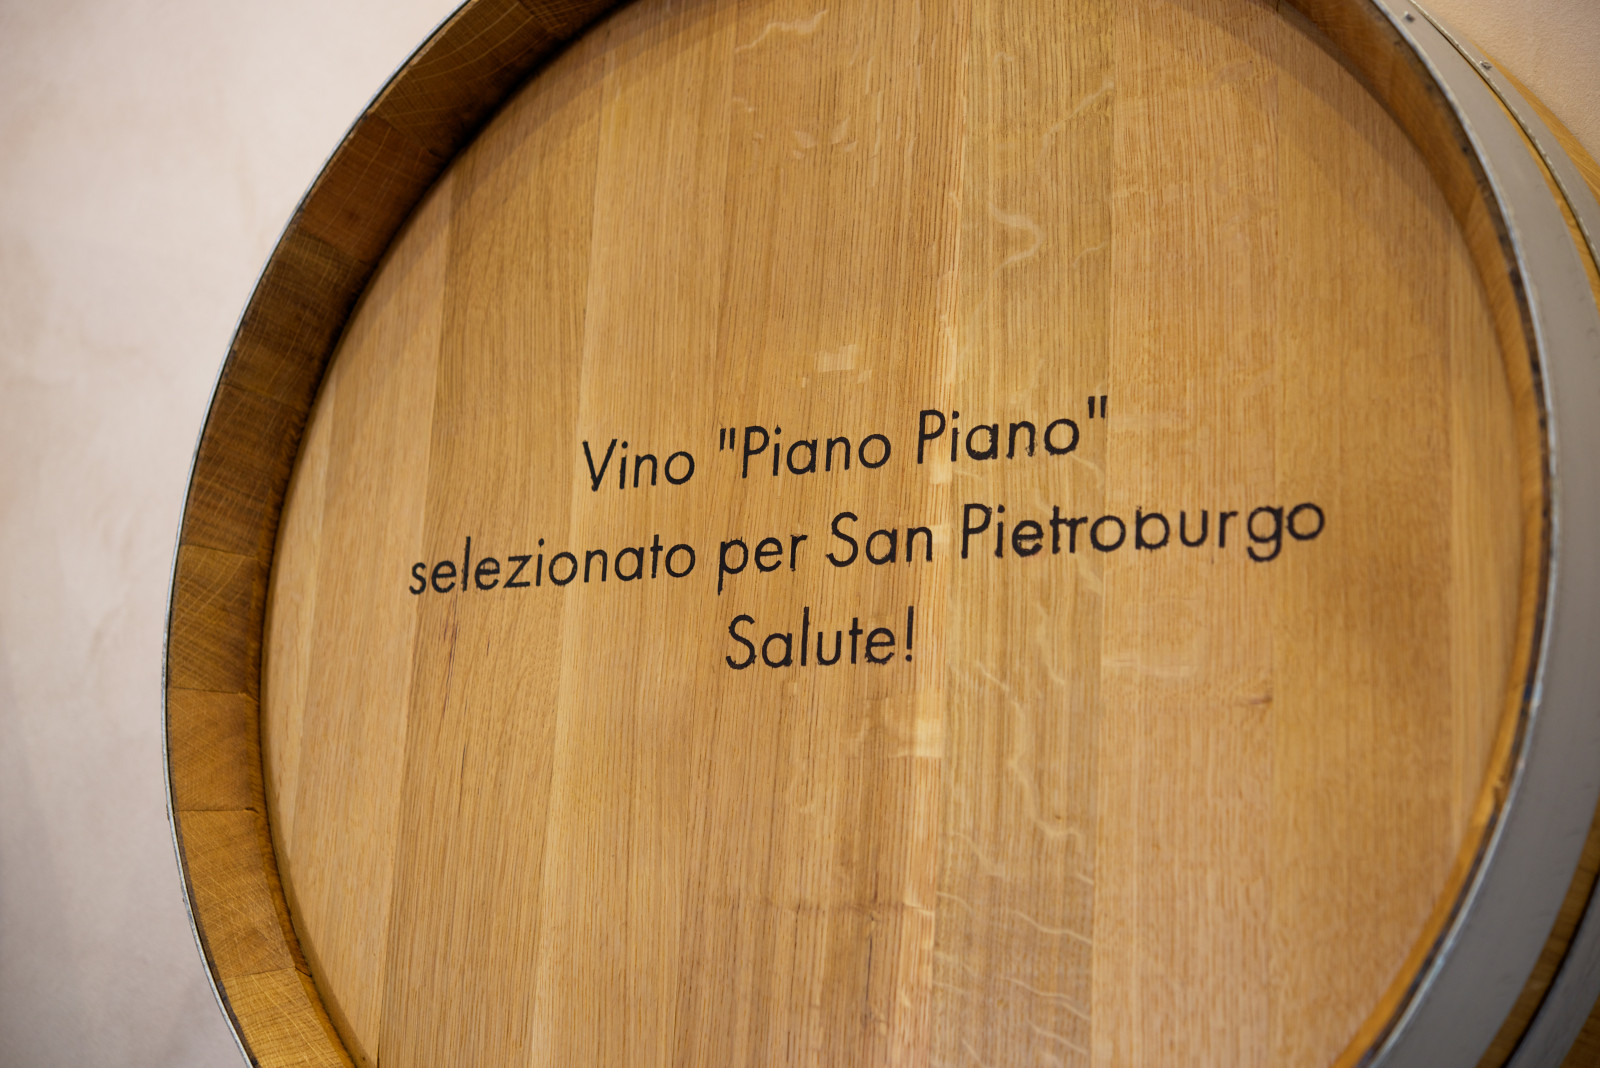 Vino "Piano Piano"
selezionato per San Pietroburgo
Salute!